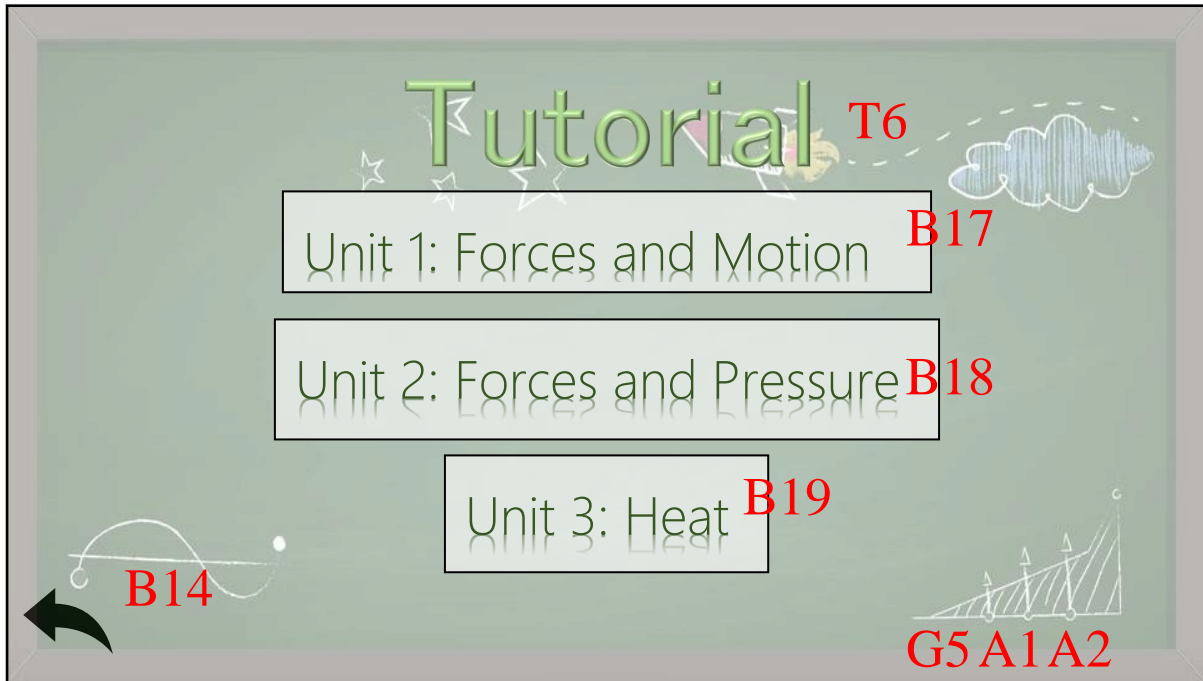 Tutorial T6
Unit 1: Forces and Motion B17
Unit 2: Forces and Pressure B18
Unit 3: Heat B19
B14
G5 A1 A2